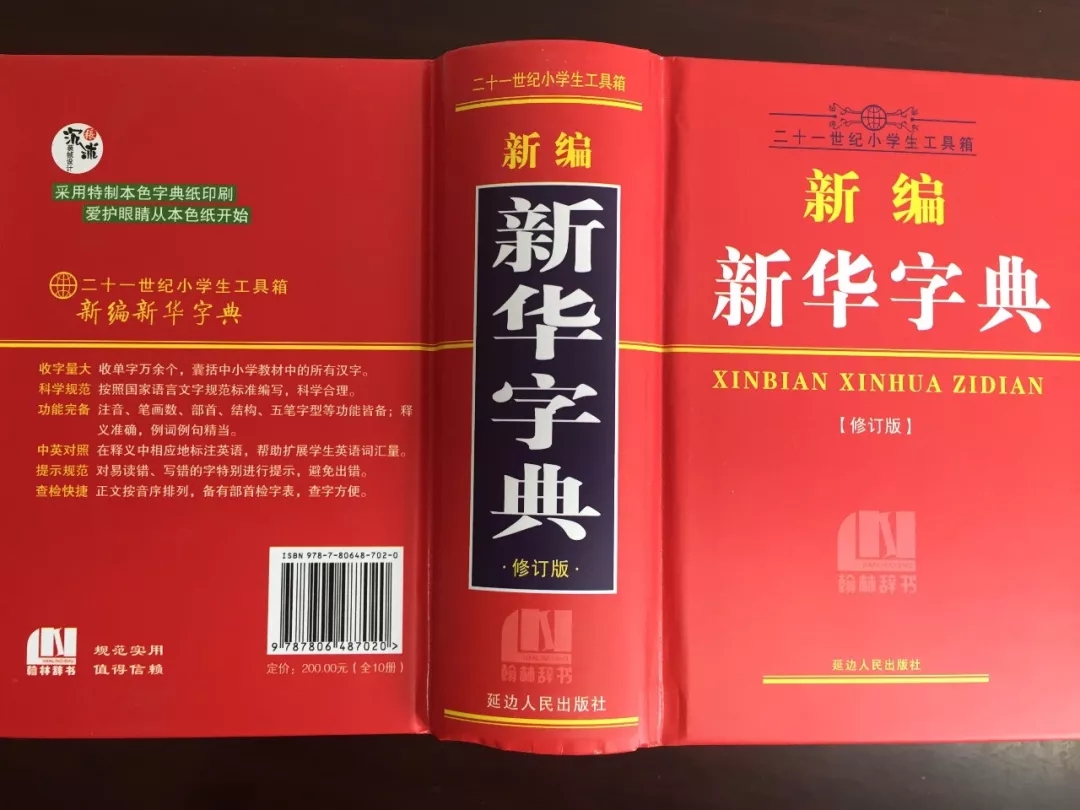 沉流
装帧设计
采用特制本色字典纸印刷
爱护眼睛从本色纸开始
二十一世纪小学生工具箱
新编新华字典
收字量大 收单字万余个，囊括中小学教材中的所有汉字。
科学规范 按照国家语言文字规范标准编写，科学合理。
功能完备 注音、笔画数、部首、结构、五笔字型等功能皆备；释
义准确，例词例句精当。
中英对照 在释义中相应地标注英语，帮助扩展学生英语词汇量。
提示规范 对易读错、写错的字特别进行提示，避免出错。
查检快捷 正文按音序排列，备有部首检字表，查字方便。
ISBN 978-7-80648-702-0
9 787806 487020 >
定价：200.00元（全10册）
翰林辞书
规范实用
值得信赖
二十一世纪小学生工具箱
新编
新华字典
·修订版·
翰林辞书
延边人民出版社
二十一世纪小学生工具箱
新编
新华字典
XINBIAN XINHUA ZIDIAN
【修订版】
翰林辞书
延边人民出版社